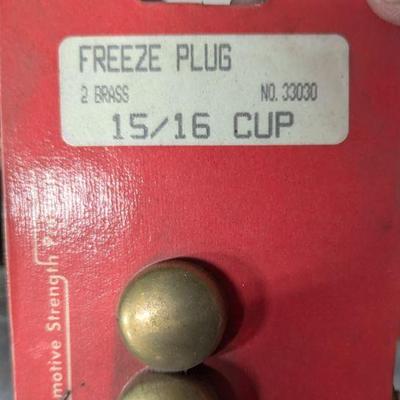 FREEZE PLUG
2 BRASS NO. 33030
15/16 CUP
motive Strength